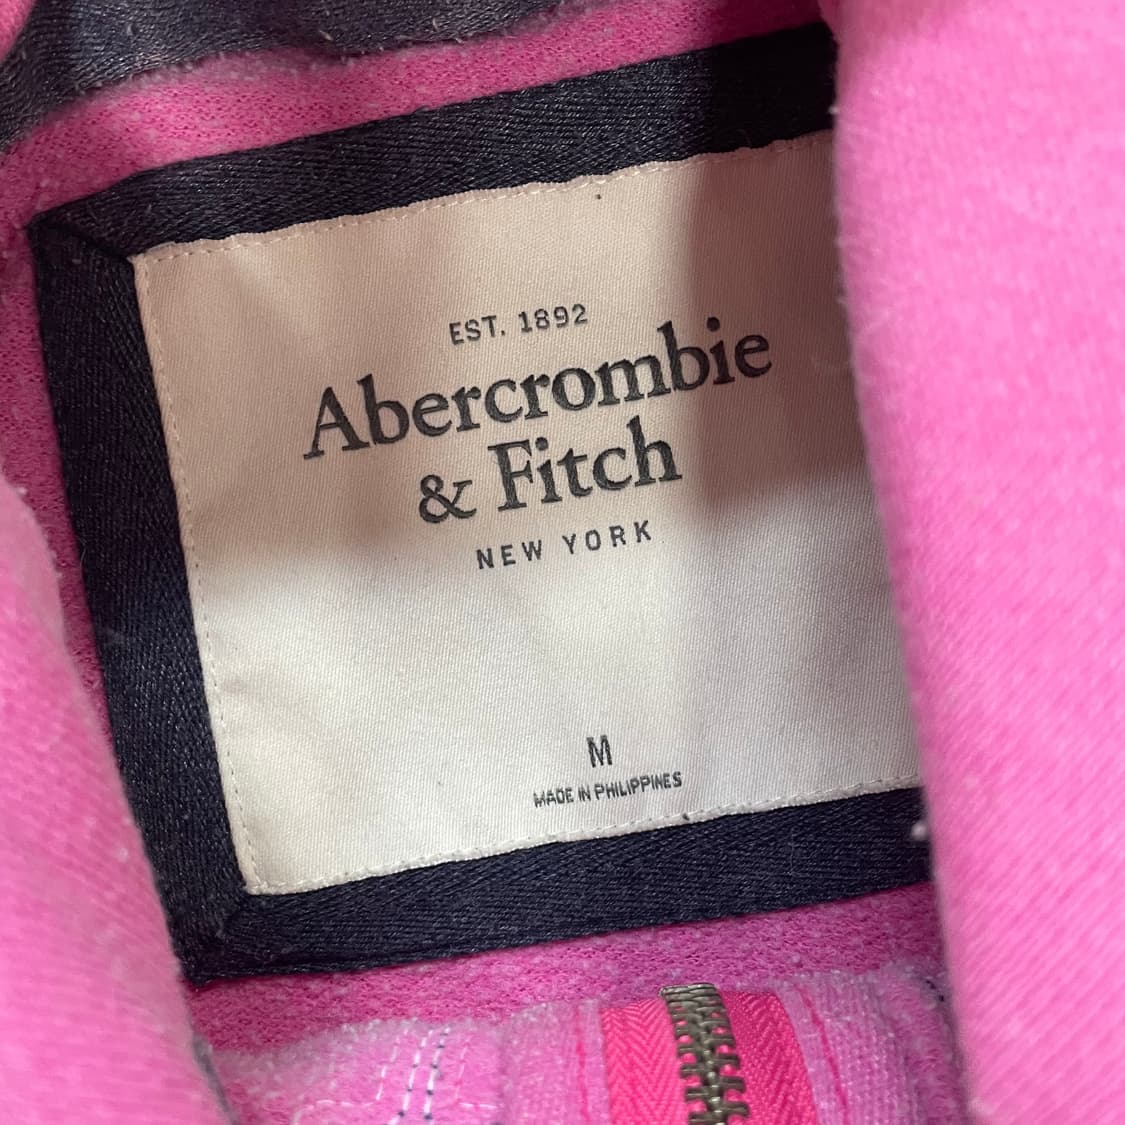 EST. 1892
Abercrombie
& Fitch
NEW YORK
M
MADE IN PHILIPPINES